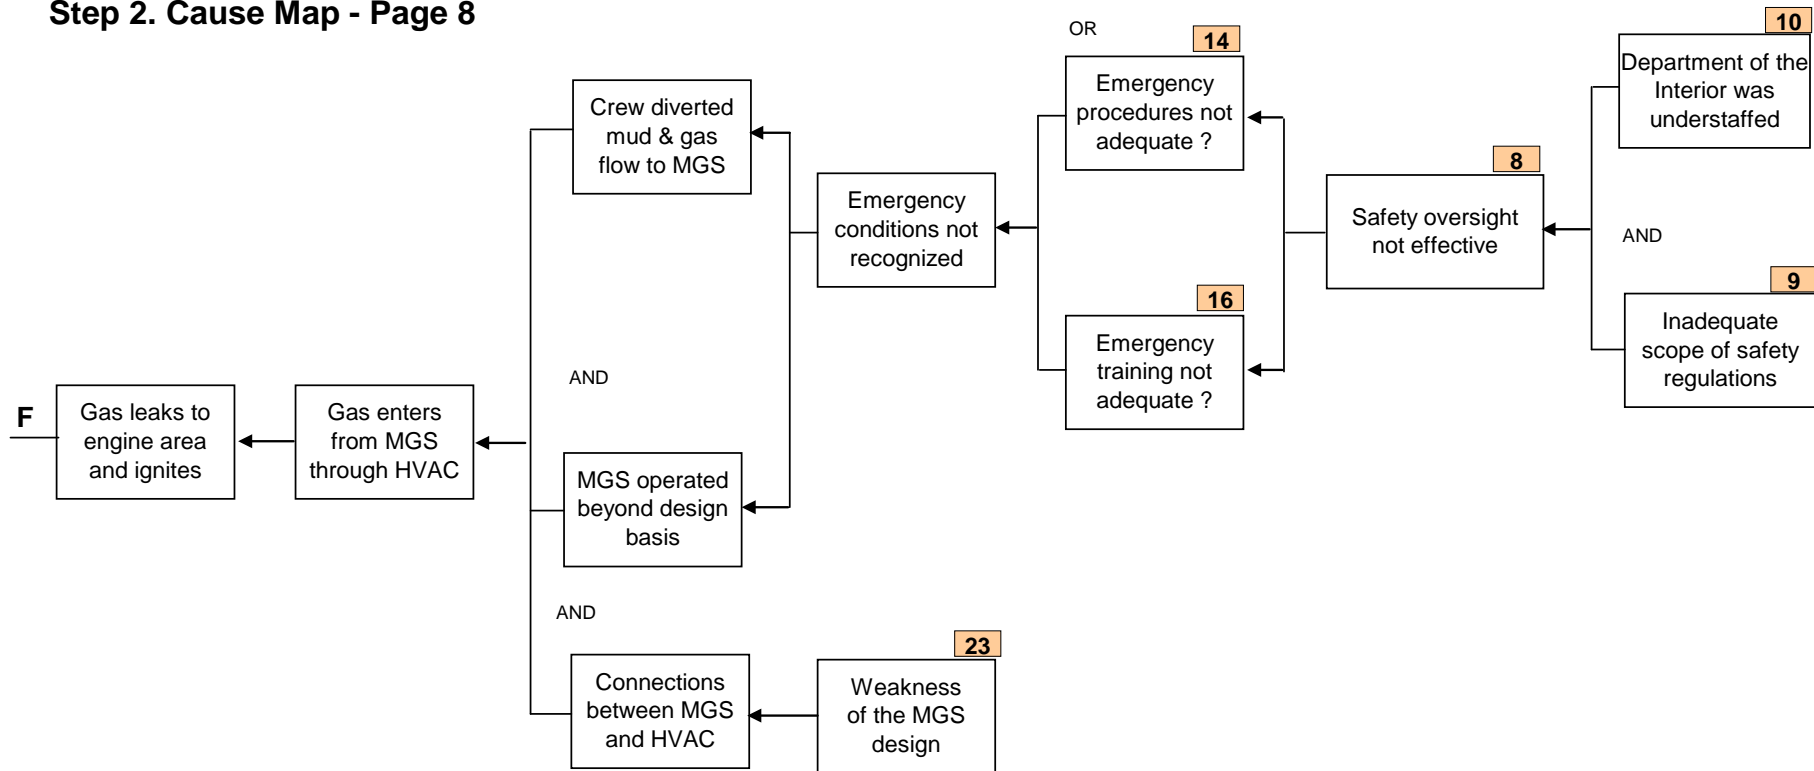 Step 2. Cause Map - Page 8
F
Gas leaks to
engine area
and ignites
Gas enters
from MGS
through HVAC
Crew diverted
mud & gas
flow to MGS
AND
MGS operated
beyond design
basis
AND
Connections
between MGS
and HVAC
23
Weakness
of the MGS
design
Emergency
conditions not
recognized
OR
14
Emergency
procedures not
adequate ?
16
Emergency
training not
adequate ?
8
Safety oversight
not effective
10
Department of the
Interior was
understaffed
AND
9
Inadequate
scope of safety
regulations